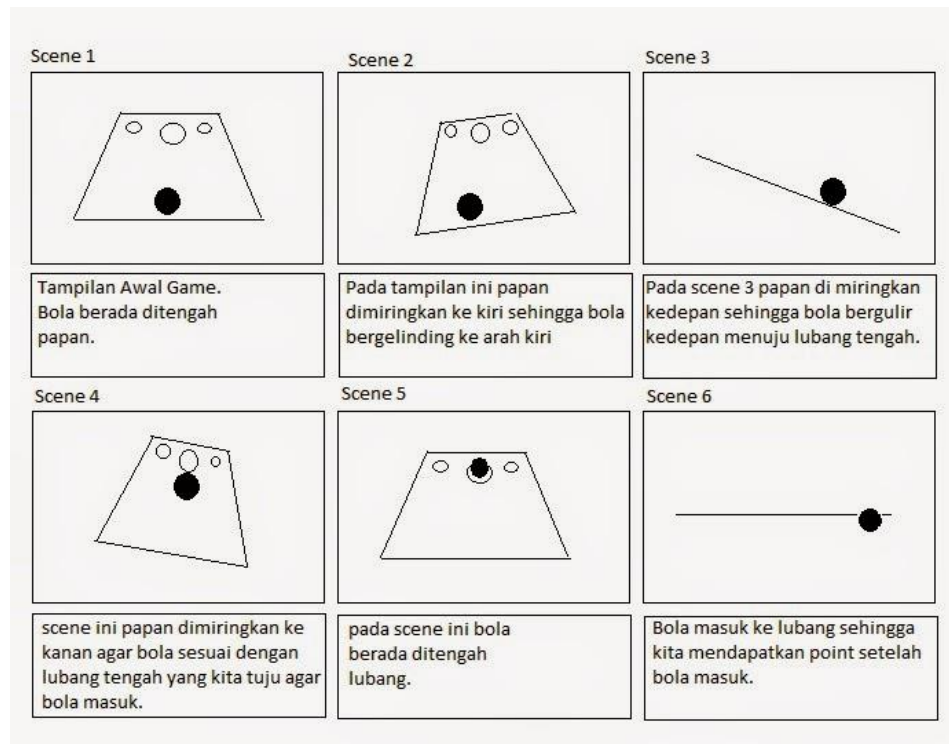 Scene 1
Tampilan Awal Game.
Bola berada ditengah
papan.
Scene 2
Pada tampilan ini papan
dimiringkan ke kiri sehingga bola
bergelinding ke arah kiri
Scene 3
Pada scene 3 papan di miringkan
kedepan sehingga bola bergulir
kedepan menuju lubang tengah.
Scene 4
scene ini papan dimiringkan ke
kanan agar bola sesuai dengan
lubang tengah yang kita tuju agar
bola masuk.
Scene 5
pada scene ini bola
berada ditengah
lubang.
Scene 6
Bola masuk ke lubang sehingga
kita mendapatkan point setelah
bola masuk.